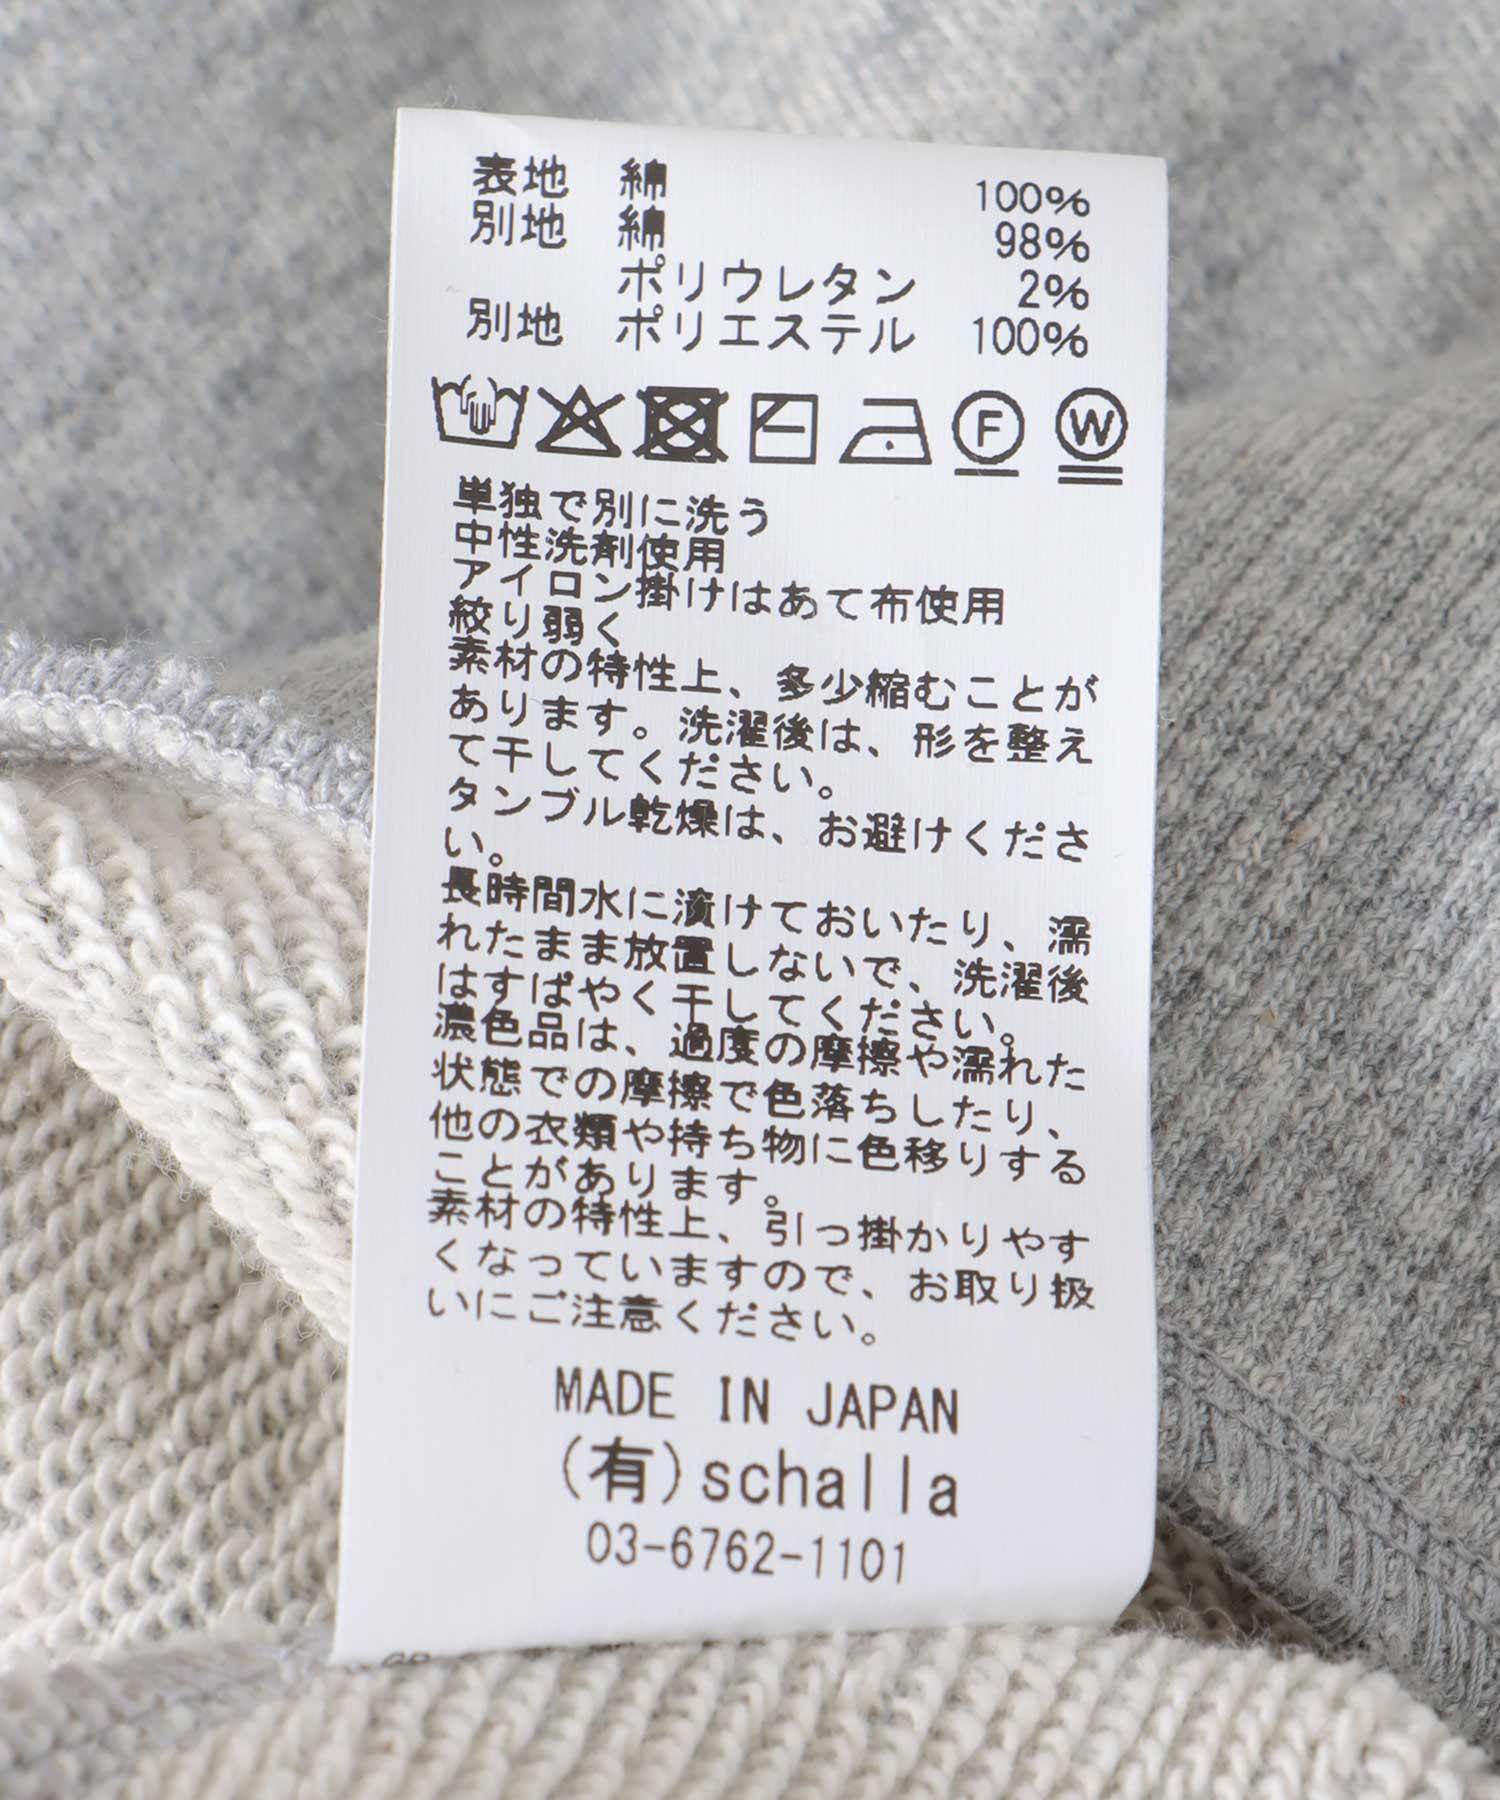 表地 綿 100%
別地 綿 98%
ポリウレタン 2%
別地 ポリエステル 100%
F W
単独で別に洗う
中性洗剤使用
アイロン掛けはあて布使用
絞り弱く
素材の特性上、多少縮むことが
あります。洗濯後は、形を整え
て干してください。
タンブル乾燥は、お避けくださ
い。
長時間水に漬けておいたり、濡
れたまま放置しないで、洗濯後
はすばやく干してください。
濃色品は、過度の摩擦や濡れた
状態での摩擦で色落ちしたり、
他の衣類や持ち物に色移りする
ことがあります。
素材の特性上、引っ掛かりやす
くなっていますので、お取り扱
いにご注意ください。
MADE IN JAPAN
(有)schalla
03-6762-1101